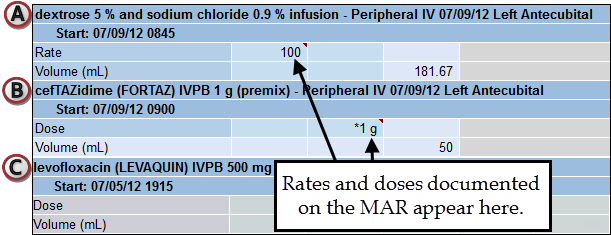 A dextrose 5 % and sodium chloride 0.9 % infusion - Peripheral IV 07/09/12 Left Antecubital
Start: 07/09/12 0845
Rate 100
Volume (mL) 181.67
B cefTAZidime (FORTAZ) IVPB 1 g (premix) - Peripheral IV 07/09/12 Left Antecubital
Start: 07/09/12 0900
Dose *1 g
Volume (mL) 50
C levofloxacin (LEVAQUIN) IVPB 500 mg
Start: 07/05/12 1915
Dose
Volume (mL)
Rates and doses documented
on the MAR appear here.